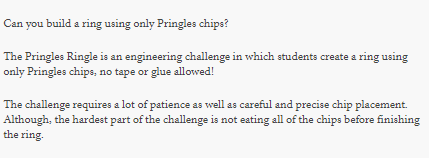 Can you build a ring using only Pringles chips?
The Pringles Ringle is an engineering challenge in which students create a ring using
only Pringles chips, no tape or glue allowed!
The challenge requires a lot of patience as well as careful and precise chip placement.
Although, the hardest part of the challenge is not eating all of the chips before finishing
the ring.